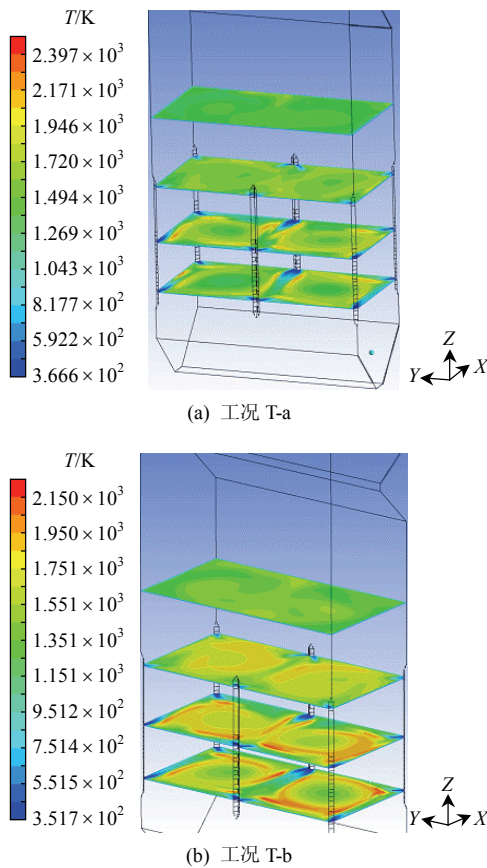 T/K
2.397 × 10³
2.171 × 10³
1.946 × 10³
1.720 × 10³
1.494 × 10³
1.269 × 10³
1.043 × 10³
8.177 × 10²
5.922 × 10²
3.666 × 10²
Z
Y
X
(a) 工况 T-a
T/K
2.150 × 10³
1.950 × 10³
1.751 × 10³
1.551 × 10³
1.351 × 10³
1.151 × 10³
9.512 × 10²
7.514 × 10²
5.515 × 10²
3.517 × 10²
Z
Y
X
(b) 工况 T-b